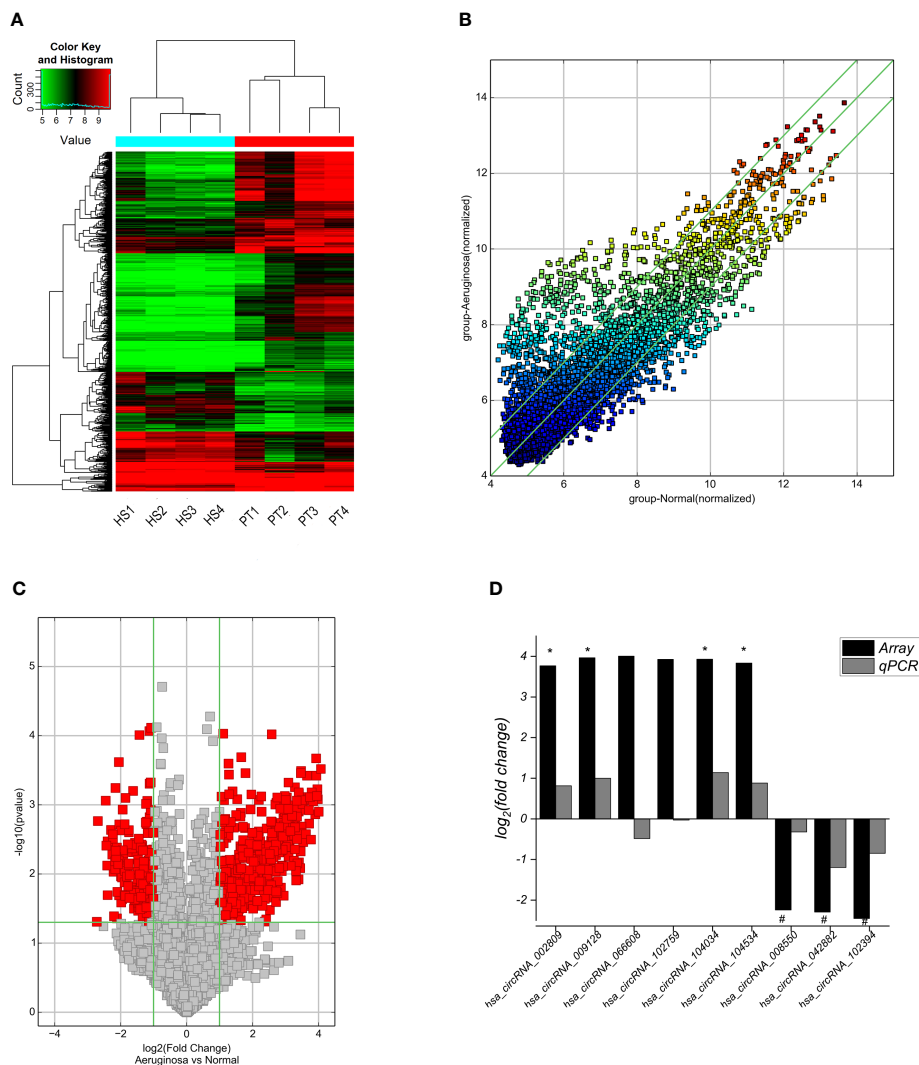 A
Color Key
and Histogram
Count
0
300
5 6 7 8 9
Value
HS1
HS2
HS3
HS4
PT1
PT2
PT3
PT4
B
group-Aeruginosa(normalized)
14
12
10
8
6
4
4 6 8 10 12 14
group-Normal(normalized)
C
-log10(pvalue)
5
4
3
2
1
0
−4 −2 0 2 4
log2(Fold Change)
Aeruginosa vs Normal
D
Array
qPCR
log2(fold change)
4
3
2
1
0
-1
-2
* * * *
# # #
hsa_circRNA_002809
hsa_circRNA_009128
hsa_circRNA_066608
hsa_circRNA_102759
hsa_circRNA_104034
hsa_circRNA_104534
hsa_circRNA_008550
hsa_circRNA_042882
hsa_circRNA_102394